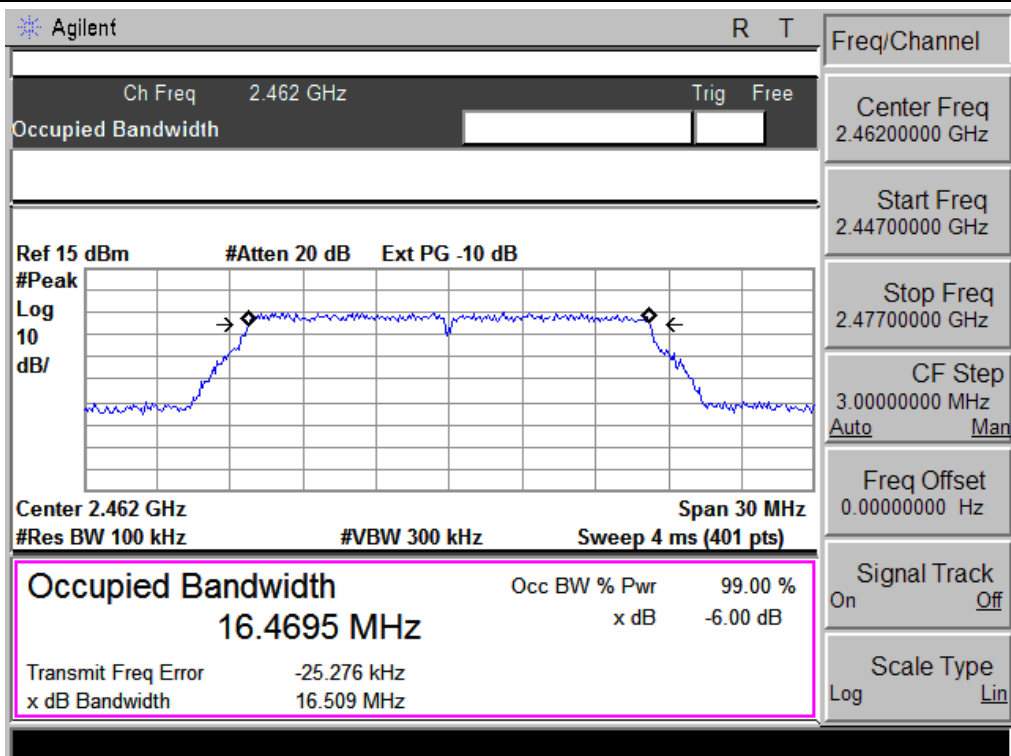 Agilent R T
Ch Freq 2.462 GHz Trig Free
Occupied Bandwidth
Ref 15 dBm #Atten 20 dB Ext PG -10 dB
#Peak
Log
10
dB/
Center 2.462 GHz Span 30 MHz
#Res BW 100 kHz #VBW 300 kHz Sweep 4 ms (401 pts)
Occupied Bandwidth Occ BW % Pwr 99.00 %
16.4695 MHz x dB -6.00 dB
Transmit Freq Error -25.276 kHz
x dB Bandwidth 16.509 MHz
Freq/Channel
Center Freq
2.46200000 GHz
Start Freq
2.44700000 GHz
Stop Freq
2.47700000 GHz
CF Step
3.00000000 MHz
Auto Man
Freq Offset
0.00000000 Hz
Signal Track
On Off
Scale Type
Log Lin